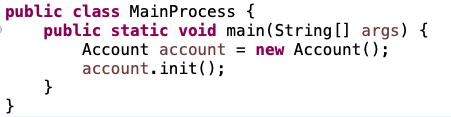 public class MainProcess {
    public static void main(String[] args) {
        Account account = new Account();
        account.init();
    }
}